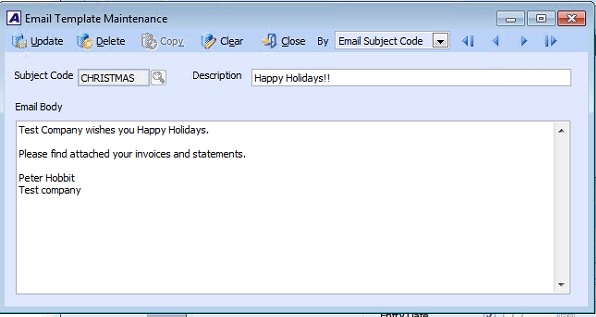 A Email Template Maintenance
Update Delete Copy Clear Close By Email Subject Code
Subject Code CHRISTMAS Description Happy Holidays!!
Email Body
Test Company wishes you Happy Holidays.
Please find attached your invoices and statements.
Peter Hobbit
Test company
Entry Date